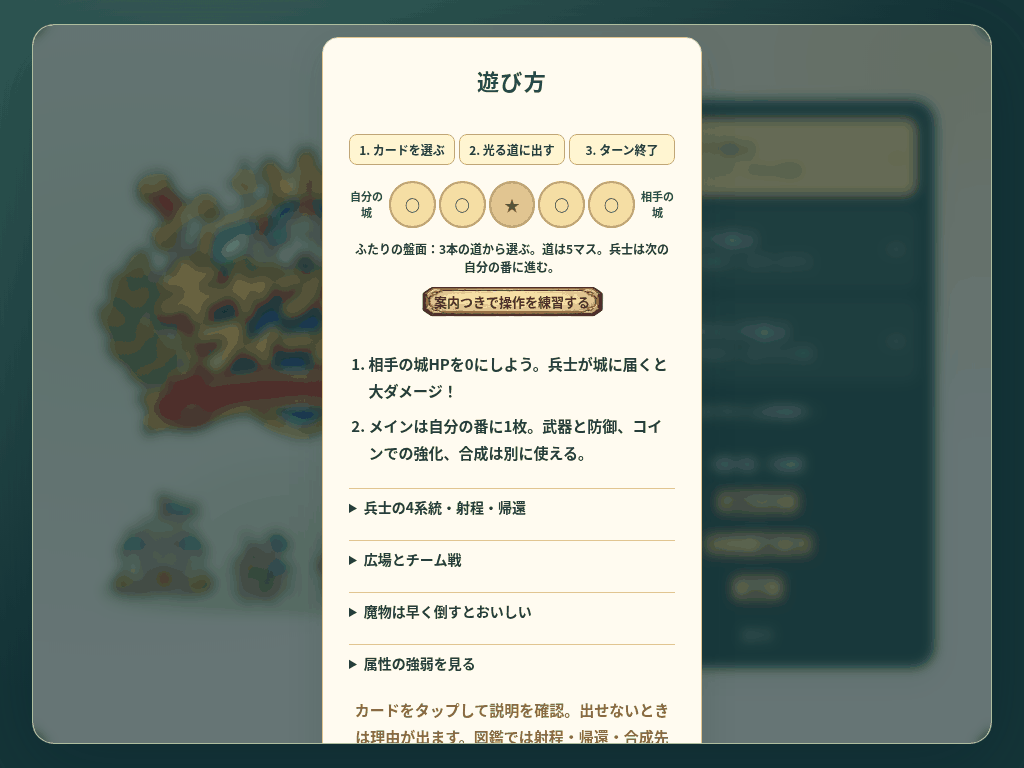 遊び方
1. カードを選ぶ
2. 光る道に出す
3. ターン終了
自分の
城
★
相手の
城
ふたりの盤面：3本の道から選ぶ。道は5マス。兵士は次の
自分の番に進む。
案内つきで操作を練習する
1. 相手の城HPを0にしよう。兵士が城に届くと
大ダメージ！
2. メインは自分の番に1枚。武器と防御、コイ
ンでの強化、合成は別に使える。
▶ 兵士の4系統・射程・帰還
▶ 広場とチーム戦
▶ 魔物は早く倒すとおいしい
▶ 属性の強弱を見る
カードをタップして説明を確認。出せないとき
は理由が出ます。図鑑では射程・帰還・合成先